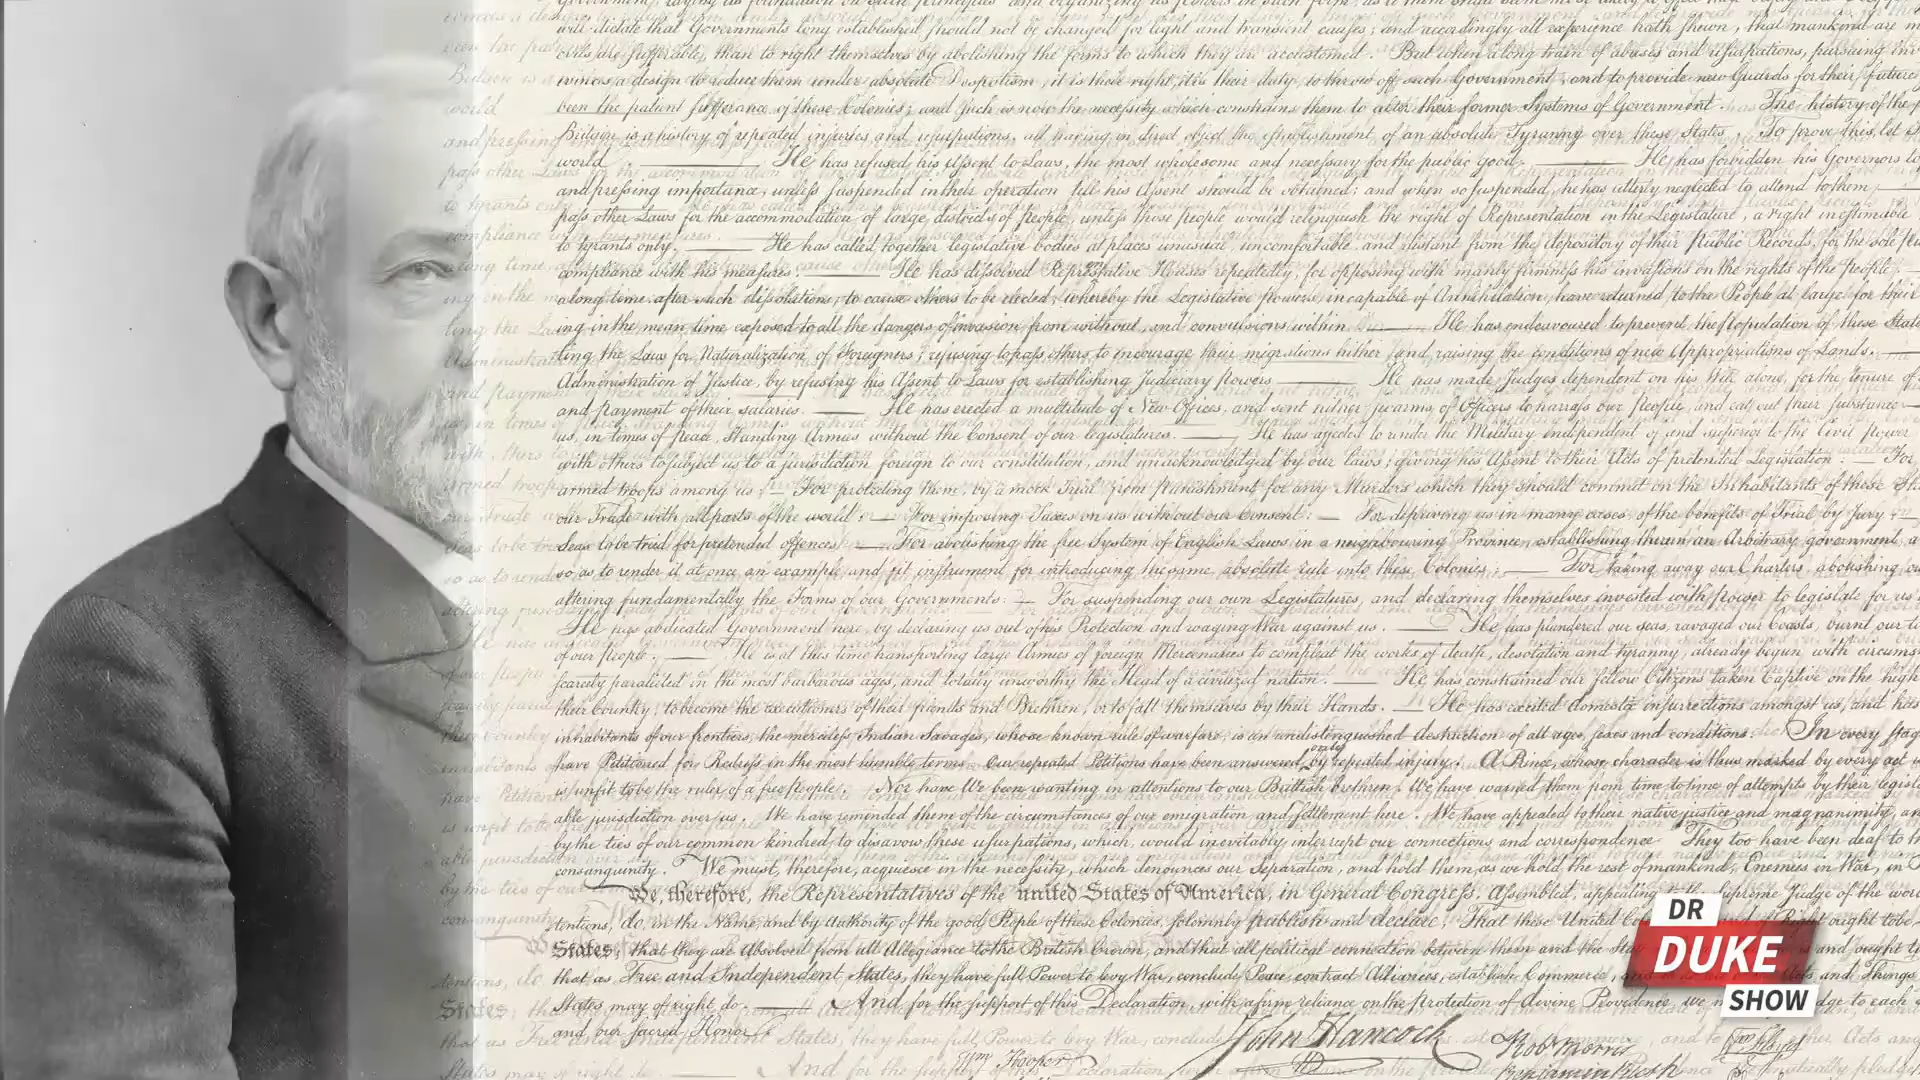 will dictate that Governments long established should not be changed for light and transient causes; and accordingly all experience hath shewn, that mankind are
evils are sufferable, than to right themselves by abolishing the forms to which they are accustomed. But when a long train of abuses and usurpations, pursuing
evinces a design to reduce them under absolute Despotism, it is their right, it is their duty, to throw off such Government, and to provide new Guards for their future
been the patient sufferance of these Colonies; and such is now the necessity which constrains them to alter their former Systems of Government. The history of the
Britain is a history of repeated injuries and usurpations, all having in direct object the establishment of an absolute Tyranny over these States. To prove this, let
world. He has refused his Assent to Laws, the most wholesome and necessary for the public good. He has forbidden his Governors to
and pressing importance, unless suspended in their operation till his Assent should be obtained; and when so suspended, he has utterly neglected to attend to them.
pass other Laws for the accommodation of large districts of people, unless those people would relinquish the right of Representation in the Legislature, a right inestimable
to tyrants only. He has called together legislative bodies at places unusual, uncomfortable, and distant from the depository of their Public Records, for the sole
compliance with his measures. He has dissolved Representative Houses repeatedly, for opposing with manly firmness his invasions on the rights of the people.
a long time, after such dissolutions, to cause others to be elected; whereby the Legislative powers, incapable of Annihilation, have returned to the People at large for their
ing in the mean time exposed to all the dangers of invasion from without, and convulsions within. He has endeavoured to prevent the population of these
ting the Laws for Naturalization of Foreigners; refusing to pass others to encourage their migrations hither, and raising the conditions of new Appropriations of Lands.
Administration of Justice, by refusing his Assent to Laws for establishing Judiciary powers. He has made Judges dependent on his Will alone, for the tenure of
and payment of their salaries. He has erected a multitude of New Offices, and sent hither swarms of Officers to harrass our People, and eat out their substance.
us, in times of peace, Standing Armies without the Consent of our legislatures. He has affected to render the Military independent of and superior to the Civil power
with others to subject us to a jurisdiction foreign to our constitution, and unacknowledged by our laws; giving his Assent to their Acts of pretended Legislation: For
armed troops among us: For protecting them, by a mock Trial, from punishment for any Murders which they should commit on the Inhabitants of these
our Trade with all parts of the world: For imposing Taxes on us without our Consent: For depriving us in many cases, of the benefits of Trial by Jury:
Seas to be tried for pretended offences: For abolishing the free System of English Laws in a neighbouring Province, establishing therein an Arbitrary government,
so as to render it at once an example and fit instrument for introducing the same absolute rule into these Colonies: For taking away our Charters, abolishing
altering fundamentally the Forms of our Governments: For suspending our own Legislatures, and declaring themselves invested with power to legislate for us
He has abdicated Government here, by declaring us out of his Protection and waging War against us. He has plundered our seas, ravaged our Coasts, burnt our
of our people. He is at this time transporting large Armies of foreign Mercenaries to compleat the works of death, desolation and tyranny, already begun with
scarcely paralleled in the most barbarous ages, and totally unworthy the Head of a civilized nation. He has constrained our fellow Citizens taken Captive on the high
their Country, to become the executioners of their friends and Brethren, or to fall themselves by their Hands. He has excited domestic insurrections amongst us, and has
inhabitants of our frontiers, the merciless Indian Savages, whose known rule of warfare, is an undistinguished destruction of all ages, sexes and conditions. In every
have Petitioned for Redress in the most humble terms: Our repeated Petitions have been answered only by repeated injury. A Prince, whose character is thus marked by every act
is unfit to be the ruler of a free people. Nor have We been wanting in attentions to our Brittish brethren. We have warned them from time to time of attempts by their
able jurisdiction over us. We have reminded them of the circumstances of our emigration and settlement here. We have appealed to their native justice and magnanimity,
by the ties of our common kindred to disavow these usurpations, which, would inevitably interrupt our connections and correspondence. They too have been deaf to
consanguinity. We must, therefore, acquiesce in the necessity, which denounces our Separation, and hold them, as we hold the rest of mankind, Enemies in War, in
We, therefore, the Representatives of the united States of America, in General Congress, Assembled, appealing to the Supreme Judge of the
tentions, do, in the Name, and by Authority of the good People of these Colonies, solemnly publish and declare, That these United
States; that they are Absolved from all Allegiance to the British Crown, and that all political connection between them and the
that as Free and Independent States, they have full Power to levy War, conclude Peace, contract Alliances, establish Commerce,
States may of right do. And for the support of this Declaration, with a firm reliance on the protection of divine Providence, we
and our sacred Honor.
John Hancock
Robt Morris
Wm Hooper
Benjamin Rush
DR
DUKE
SHOW